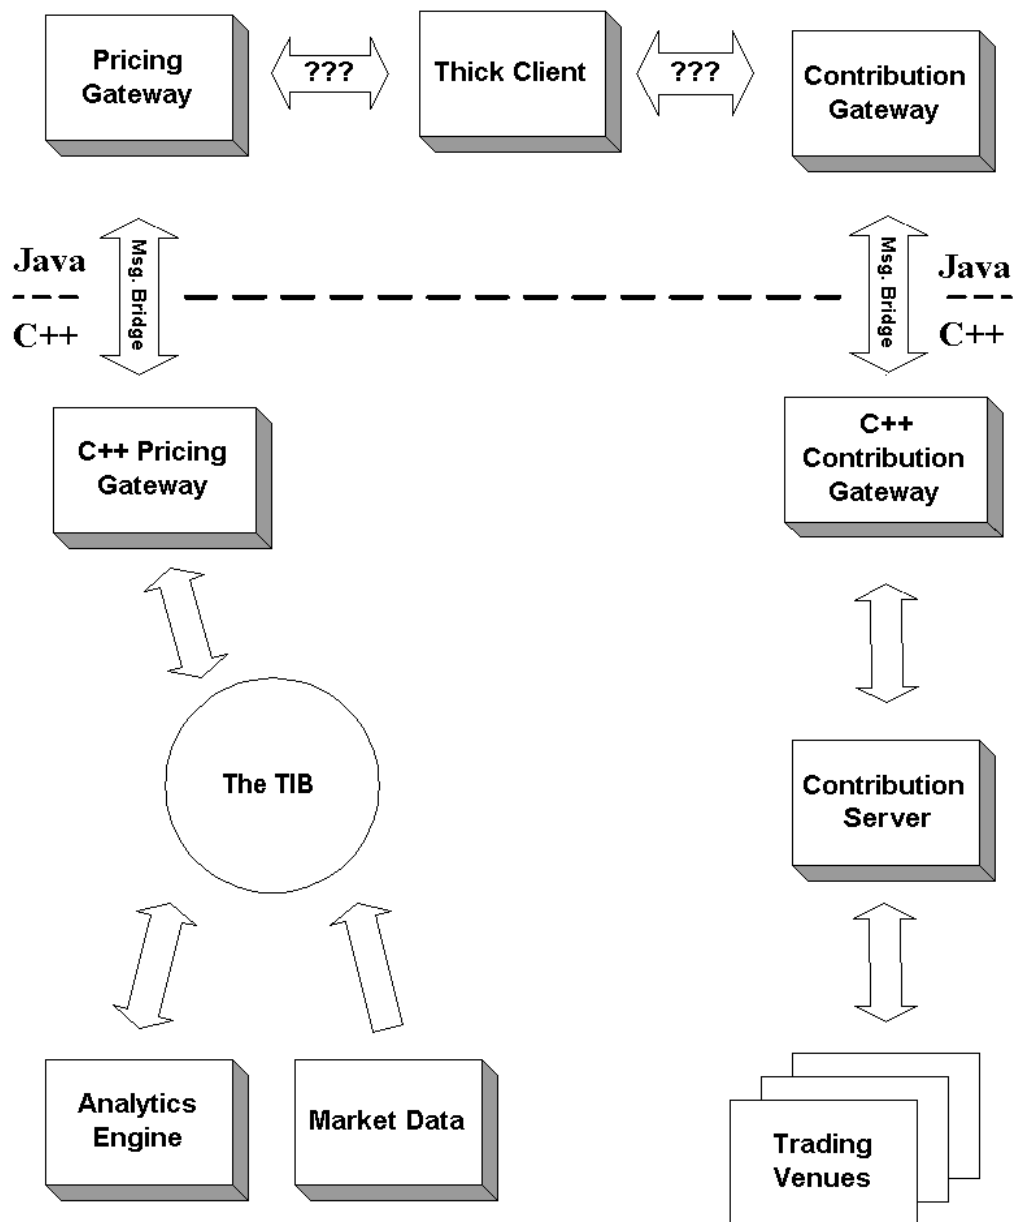 Pricing
Gateway
???
Thick Client
???
Contribution
Gateway
Java
C++
Msg. Bridge
Msg. Bridge
Java
C++
C++ Pricing
Gateway
C++
Contribution
Gateway
The TIB
Contribution
Server
Analytics
Engine
Market Data
Trading
Venues